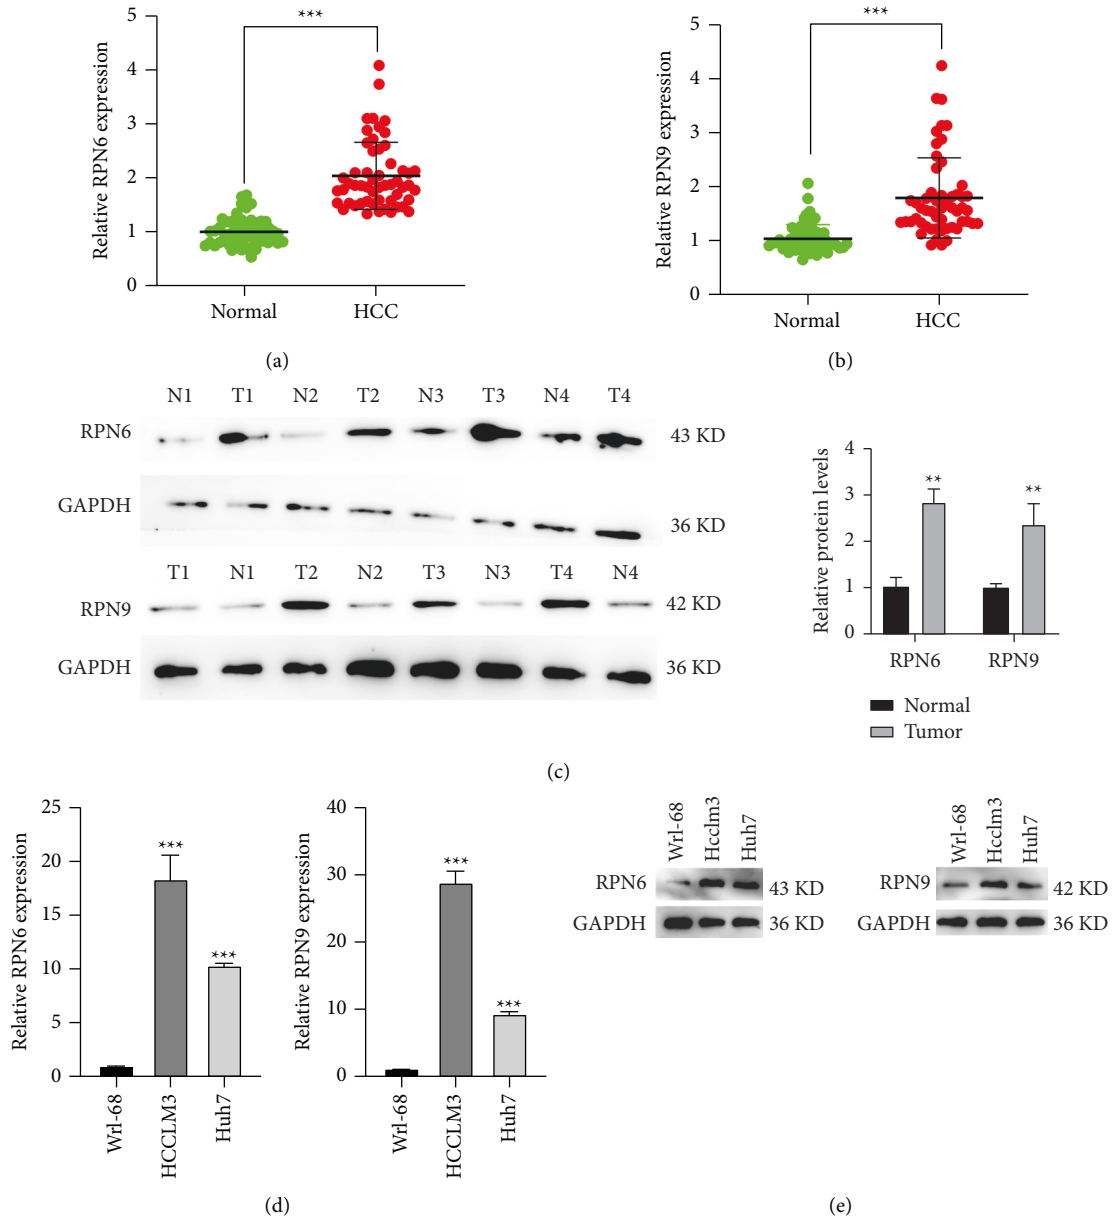 ***
Relative RPN6 expression
5
4
3
2
1
0
Normal
HCC
(a)
***
Relative RPN9 expression
5
4
3
2
1
0
Normal
HCC
(b)
N1 T1 N2 T2 N3 T3 N4 T4
RPN6
43 KD
GAPDH
36 KD
T1 N1 T2 N2 T3 N3 T4 N4
RPN9
42 KD
GAPDH
36 KD
Relative protein levels
4
3
2
1
0
**
**
RPN6
RPN9
Normal
Tumor
(c)
Relative RPN6 expression
25
20
15
10
5
0
***
***
Wrl-68
HCCLM3
Huh7
Relative RPN9 expression
40
30
20
10
0
***
***
Wrl-68
HCCLM3
Huh7
(d)
Wrl-68
Hcclm3
Huh7
RPN6
43 KD
GAPDH
36 KD
Wrl-68
Hcclm3
Huh7
RPN9
42 KD
GAPDH
36 KD
(e)